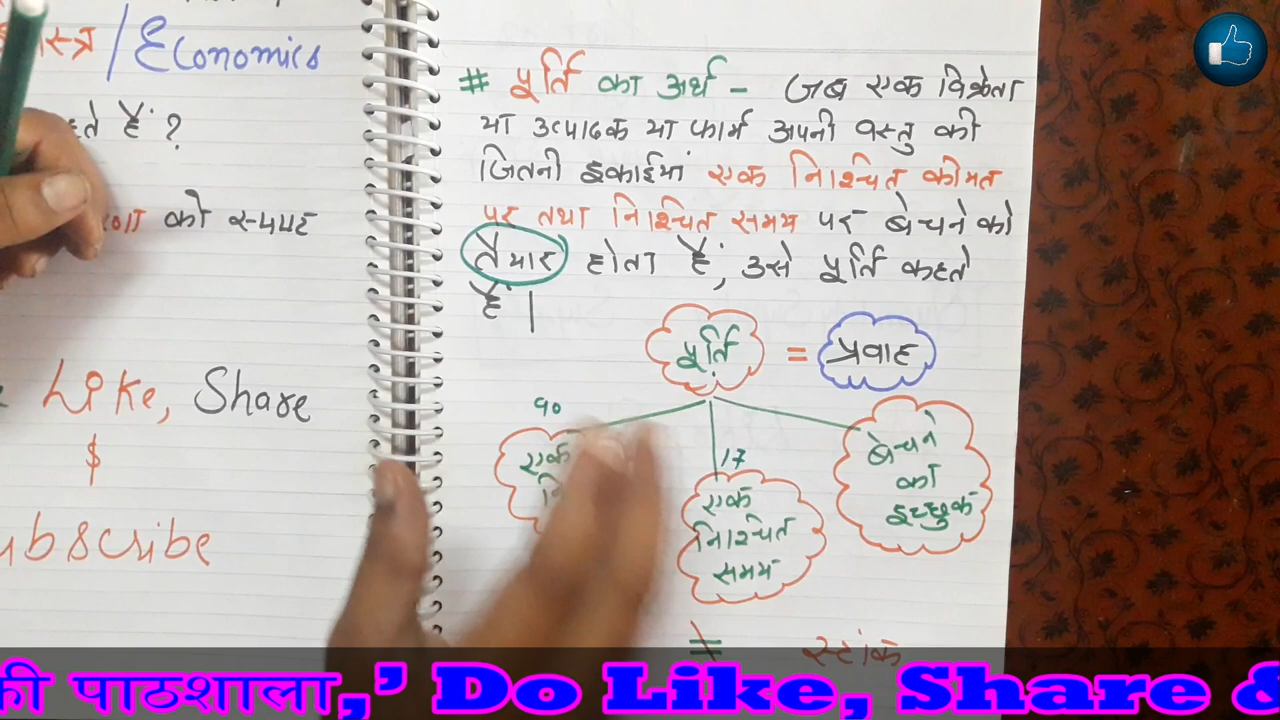 / Economics
हैं ?
को स्पष्ट
Like, Share
$
ubscribe
# पूर्ति का अर्थ - जब एक विक्रेता
या उत्पादक या फार्म अपनी वस्तु की
जितनी इकाईयां एक निश्चित कीमत
पर तथा निश्चित समय पर बेचने को
तैयार होता हैं, उसे पूर्ति कहते
हैं |
पूर्ति = प्रवाह
90
एक
17
एक
निश्चित
समय
बेचने
का
इच्छुक
≠ स्टॉक
की पाठशाला,’ Do Like, Share &